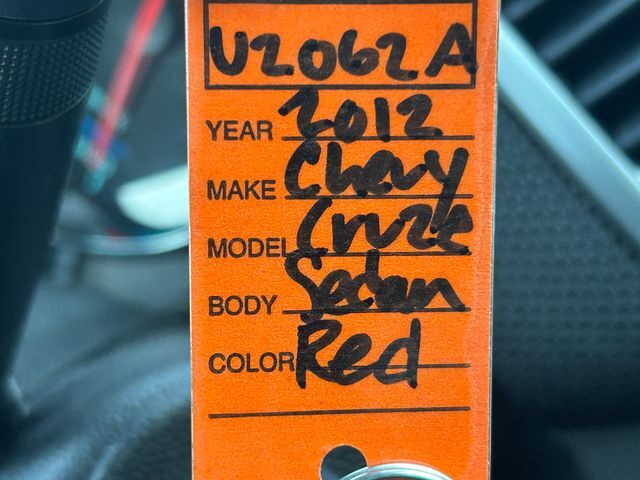 U2062A
YEAR 2012
MAKE Chevy
MODEL Cruze
BODY Sedan
COLOR Red